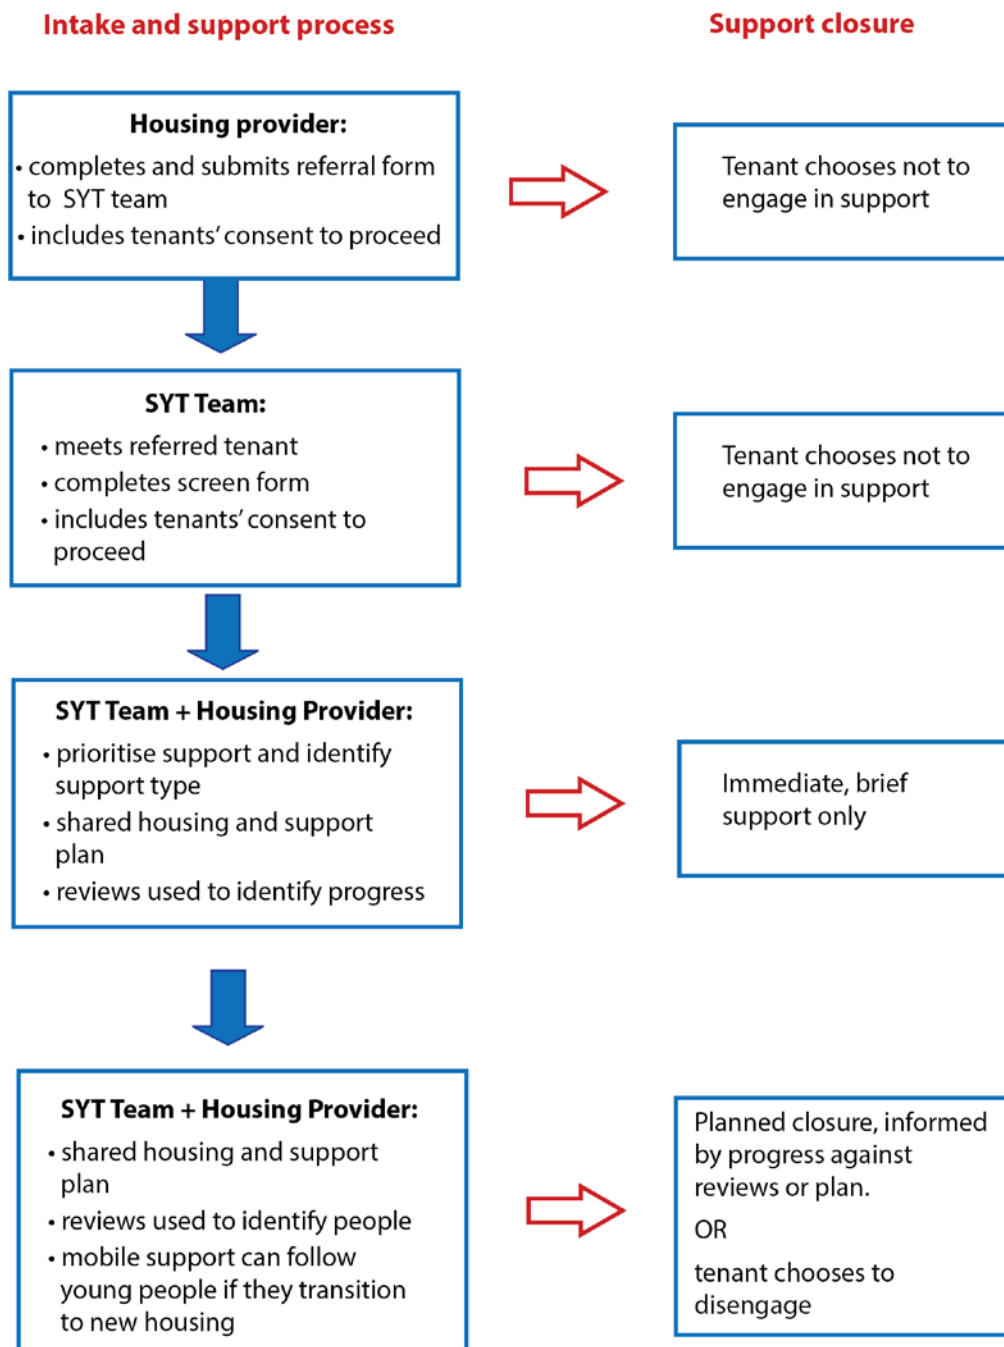 Intake and support process
Support closure
Housing provider:
• completes and submits referral form
to SYT team
• includes tenants' consent to proceed
Tenant chooses not to
engage in support
SYT Team:
• meets referred tenant
• completes screen form
• includes tenants' consent to
proceed
Tenant chooses not to
engage in support
SYT Team + Housing Provider:
• prioritise support and identify
support type
• shared housing and support
plan
• reviews used to identify progress
Immediate, brief
support only
SYT Team + Housing Provider:
• shared housing and support
plan
• reviews used to identify people
• mobile support can follow
young people if they transition
to new housing
Planned closure, informed
by progress against
reviews or plan.
OR
tenant chooses to
disengage